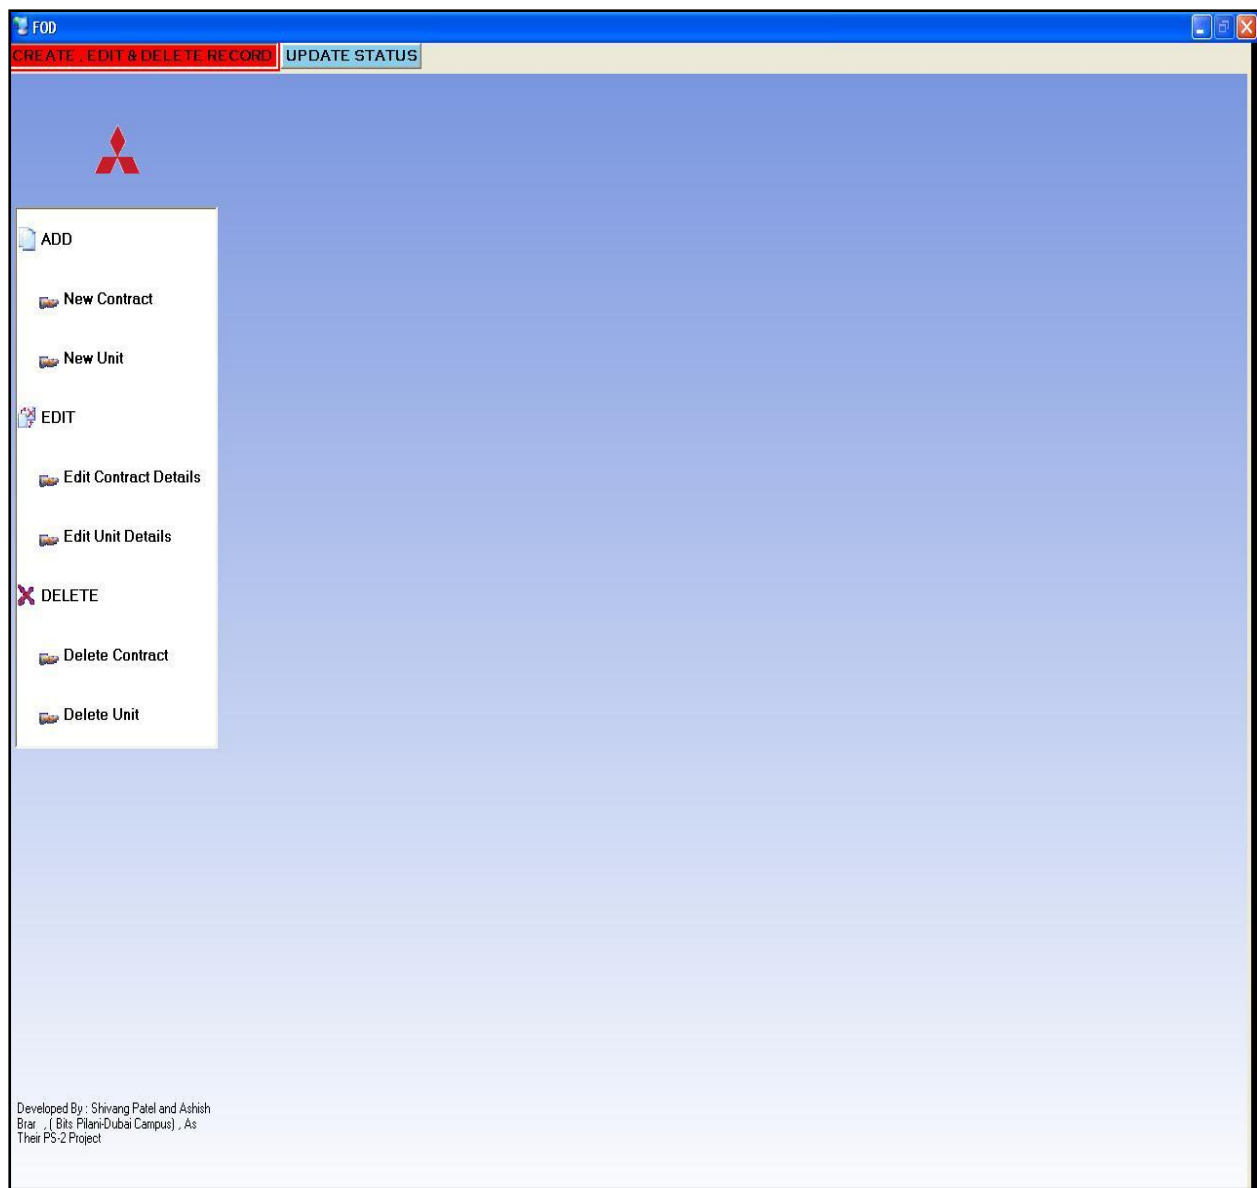 FOD
CREATE , EDIT & DELETE RECORD
UPDATE STATUS
ADD
New Contract
New Unit
EDIT
Edit Contract Details
Edit Unit Details
DELETE
Delete Contract
Delete Unit
Developed By : Shivang Patel and Ashish
Brar , ( Bits Pilani-Dubai Campus) , As
Their PS-2 Project